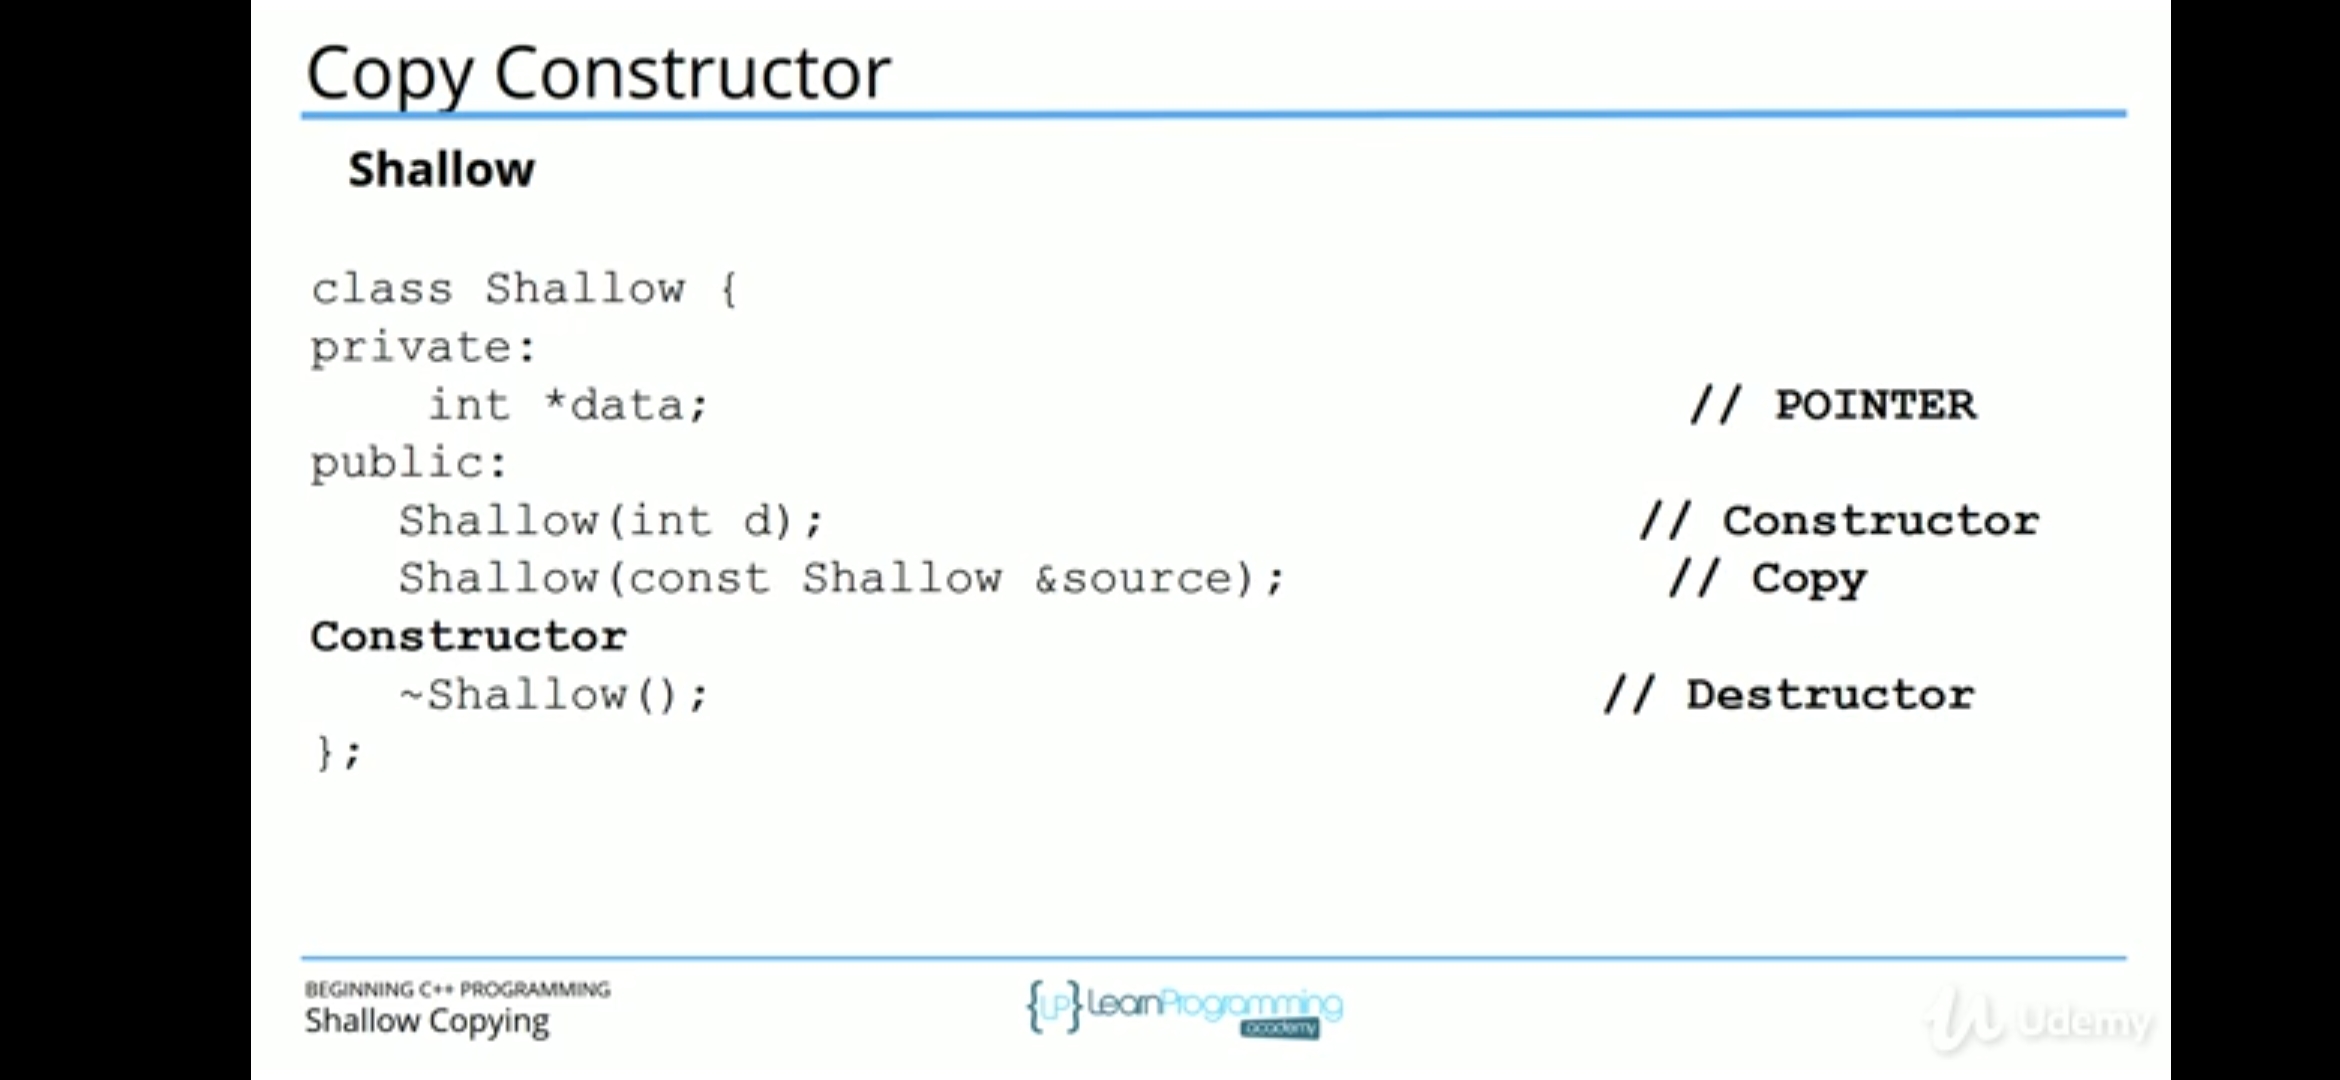 Copy Constructor
Shallow
class Shallow {
private:
    int *data;                                  // POINTER
public:
   Shallow(int d);                            // Constructor
   Shallow(const Shallow &source);             // Copy
Constructor
   ~Shallow();                               // Destructor
};
BEGINNING C++ PROGRAMMING
Shallow Copying
{LP} LearnProgramming
academy
Udemy